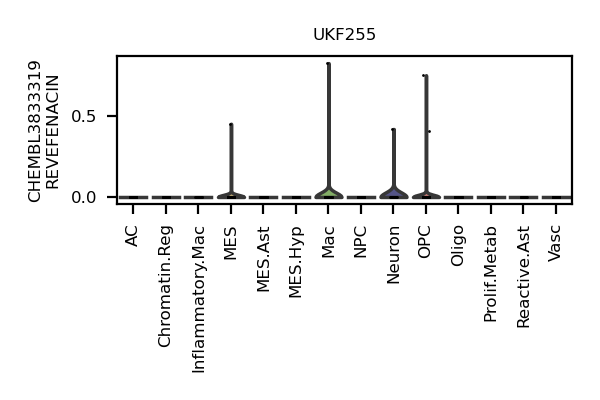 UKF255
CHEMBL3833319
REVEFENACIN
0.5
0.0
AC
Chromatin.Reg
Inflammatory.Mac
MES
MES.Ast
MES.Hyp
Mac
NPC
Neuron
OPC
Oligo
Prolif.Metab
Reactive.Ast
Vasc